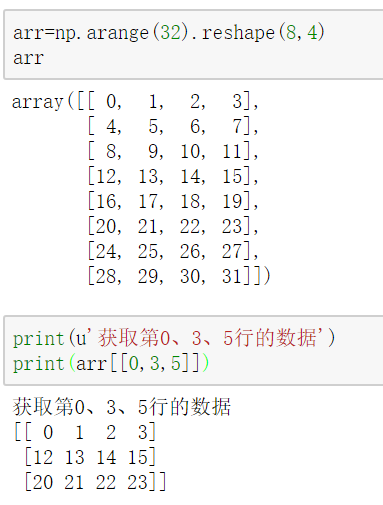 arr=np.arange(32).reshape(8,4)
arr
array([[ 0,  1,  2,  3],
       [ 4,  5,  6,  7],
       [ 8,  9, 10, 11],
       [12, 13, 14, 15],
       [16, 17, 18, 19],
       [20, 21, 22, 23],
       [24, 25, 26, 27],
       [28, 29, 30, 31]])
print(u'获取第0、3、5行的数据')
print(arr[[0,3,5]])
获取第0、3、5行的数据
[[ 0  1  2  3]
 [12 13 14 15]
 [20 21 22 23]]